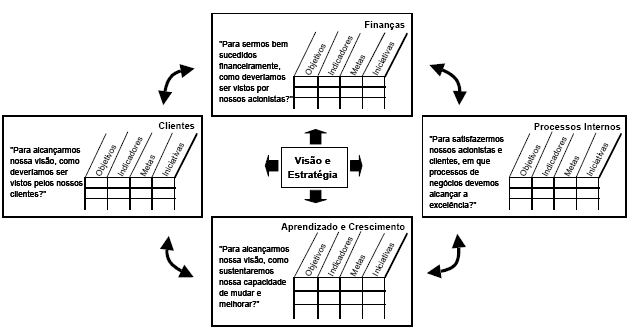 Finanças
"Para sermos bem
sucedidos
financeiramente,
como deveríamos
ser vistos por
nossos acionistas?"
Objetivos
Indicadores
Metas
Iniciativas
Clientes
"Para alcançarmos
nossa visão, como
deveríamos ser
vistos pelos nossos
clientes?"
Objetivos
Indicadores
Metas
Iniciativas
Visão e
Estratégia
Processos Internos
"Para satisfazermos
nossos acionistas e
clientes, em que
processos de
negócios devemos
alcançar a
excelência?"
Objetivos
Indicadores
Metas
Iniciativas
Aprendizado e Crescimento
"Para alcançarmos
nossa visão, como
sustentaremos
nossa capacidade
de mudar e
melhorar?"
Objetivos
Indicadores
Metas
Iniciativas